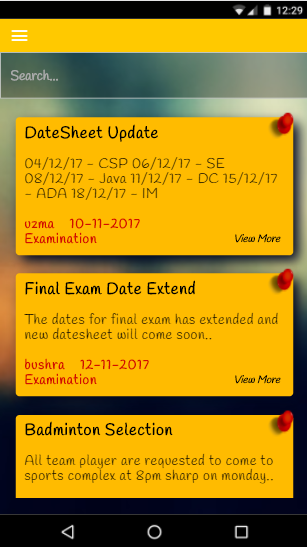 12:29
Search...
DateSheet Update
04/12/17 - CSP 06/12/17 - SE
08/12/17 - Java 11/12/17 - DC 15/12/17
- ADA 18/12/17 - IM
uzma 10-11-2017
Examination View More
Final Exam Date Extend
The dates for final exam has extended and
new datesheet will come soon..
bushra 12-11-2017
Examination View More
Badminton Selection
All team player are requested to come to
sports complex at 8pm sharp on monday..